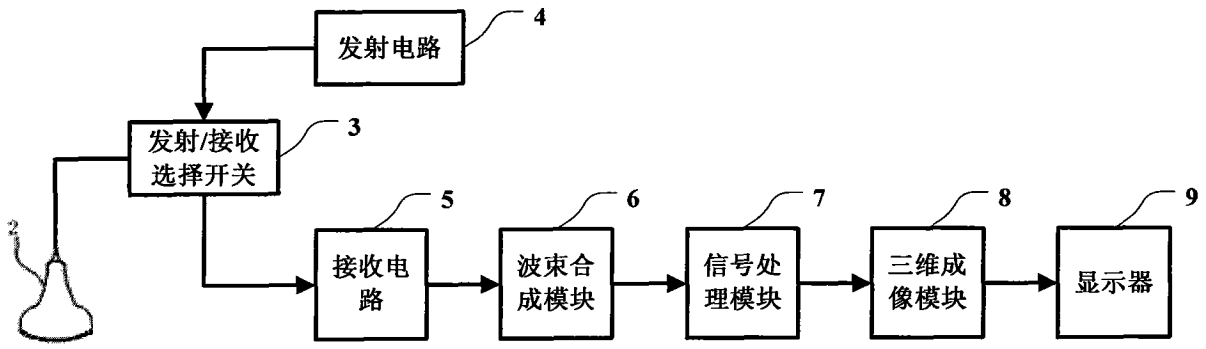 4
发射电路
3
发射/接收
选择开关
2
5
接收电
路
6
波束合
成模块
7
信号处
理模块
8
三维成
像模块
9
显示器